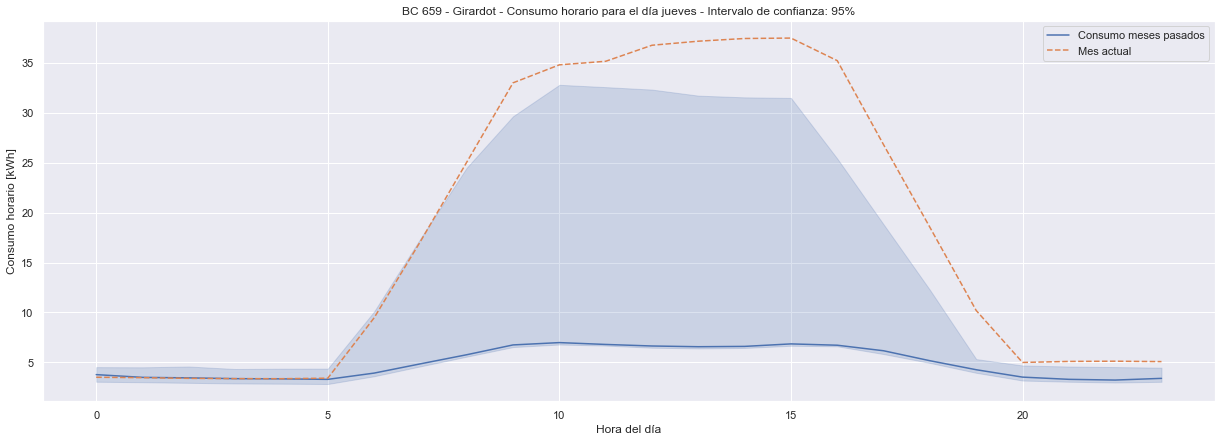 BC 659 - Girardot - Consumo horario para el día jueves - Intervalo de confianza: 95%
Consumo meses pasados
Mes actual
Consumo horario [kWh]
35
30
25
20
15
10
5
0 5 10 15 20
Hora del día